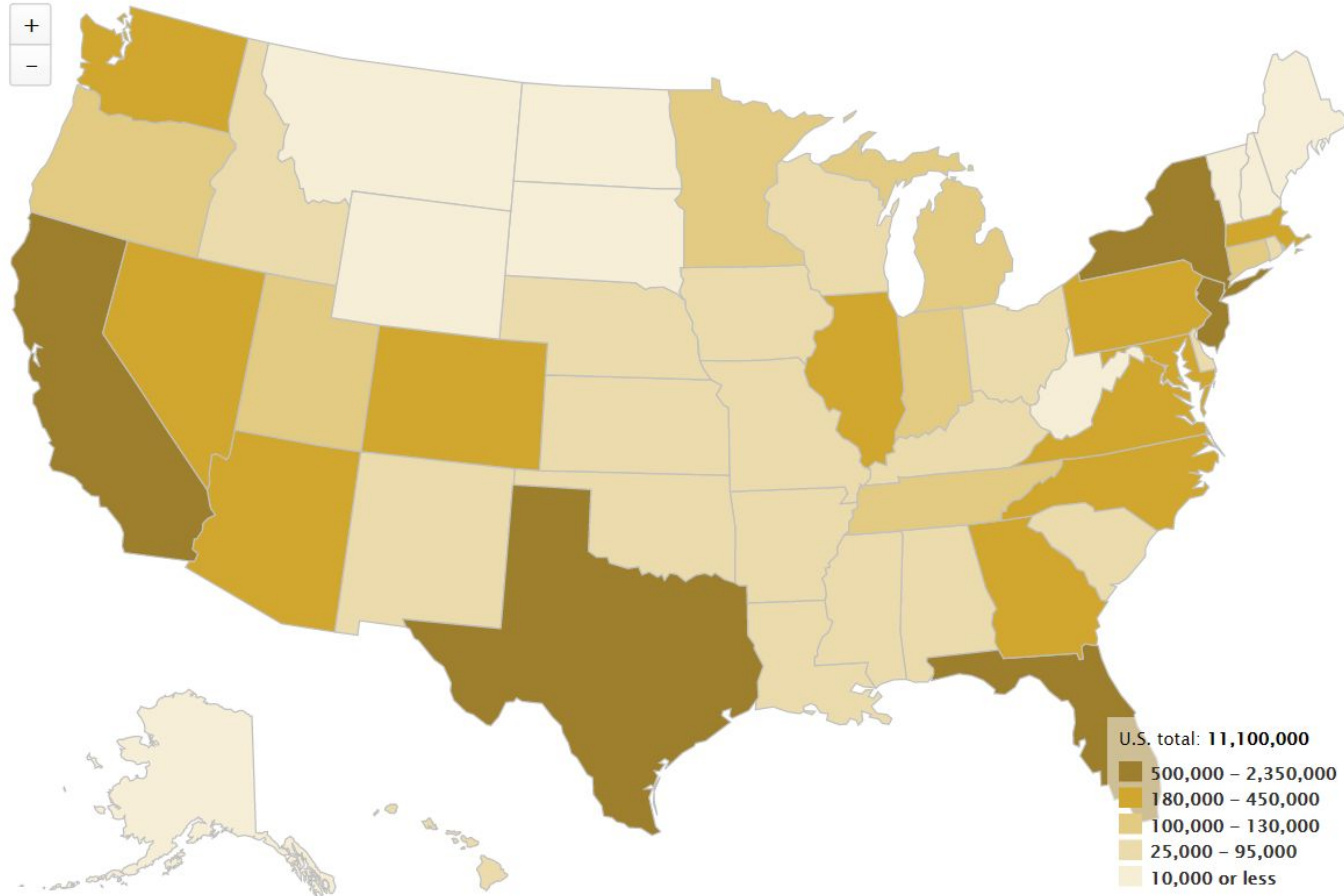 +
−
U.S. total: 11,100,000
500,000 – 2,350,000
180,000 – 450,000
100,000 – 130,000
25,000 – 95,000
10,000 or less